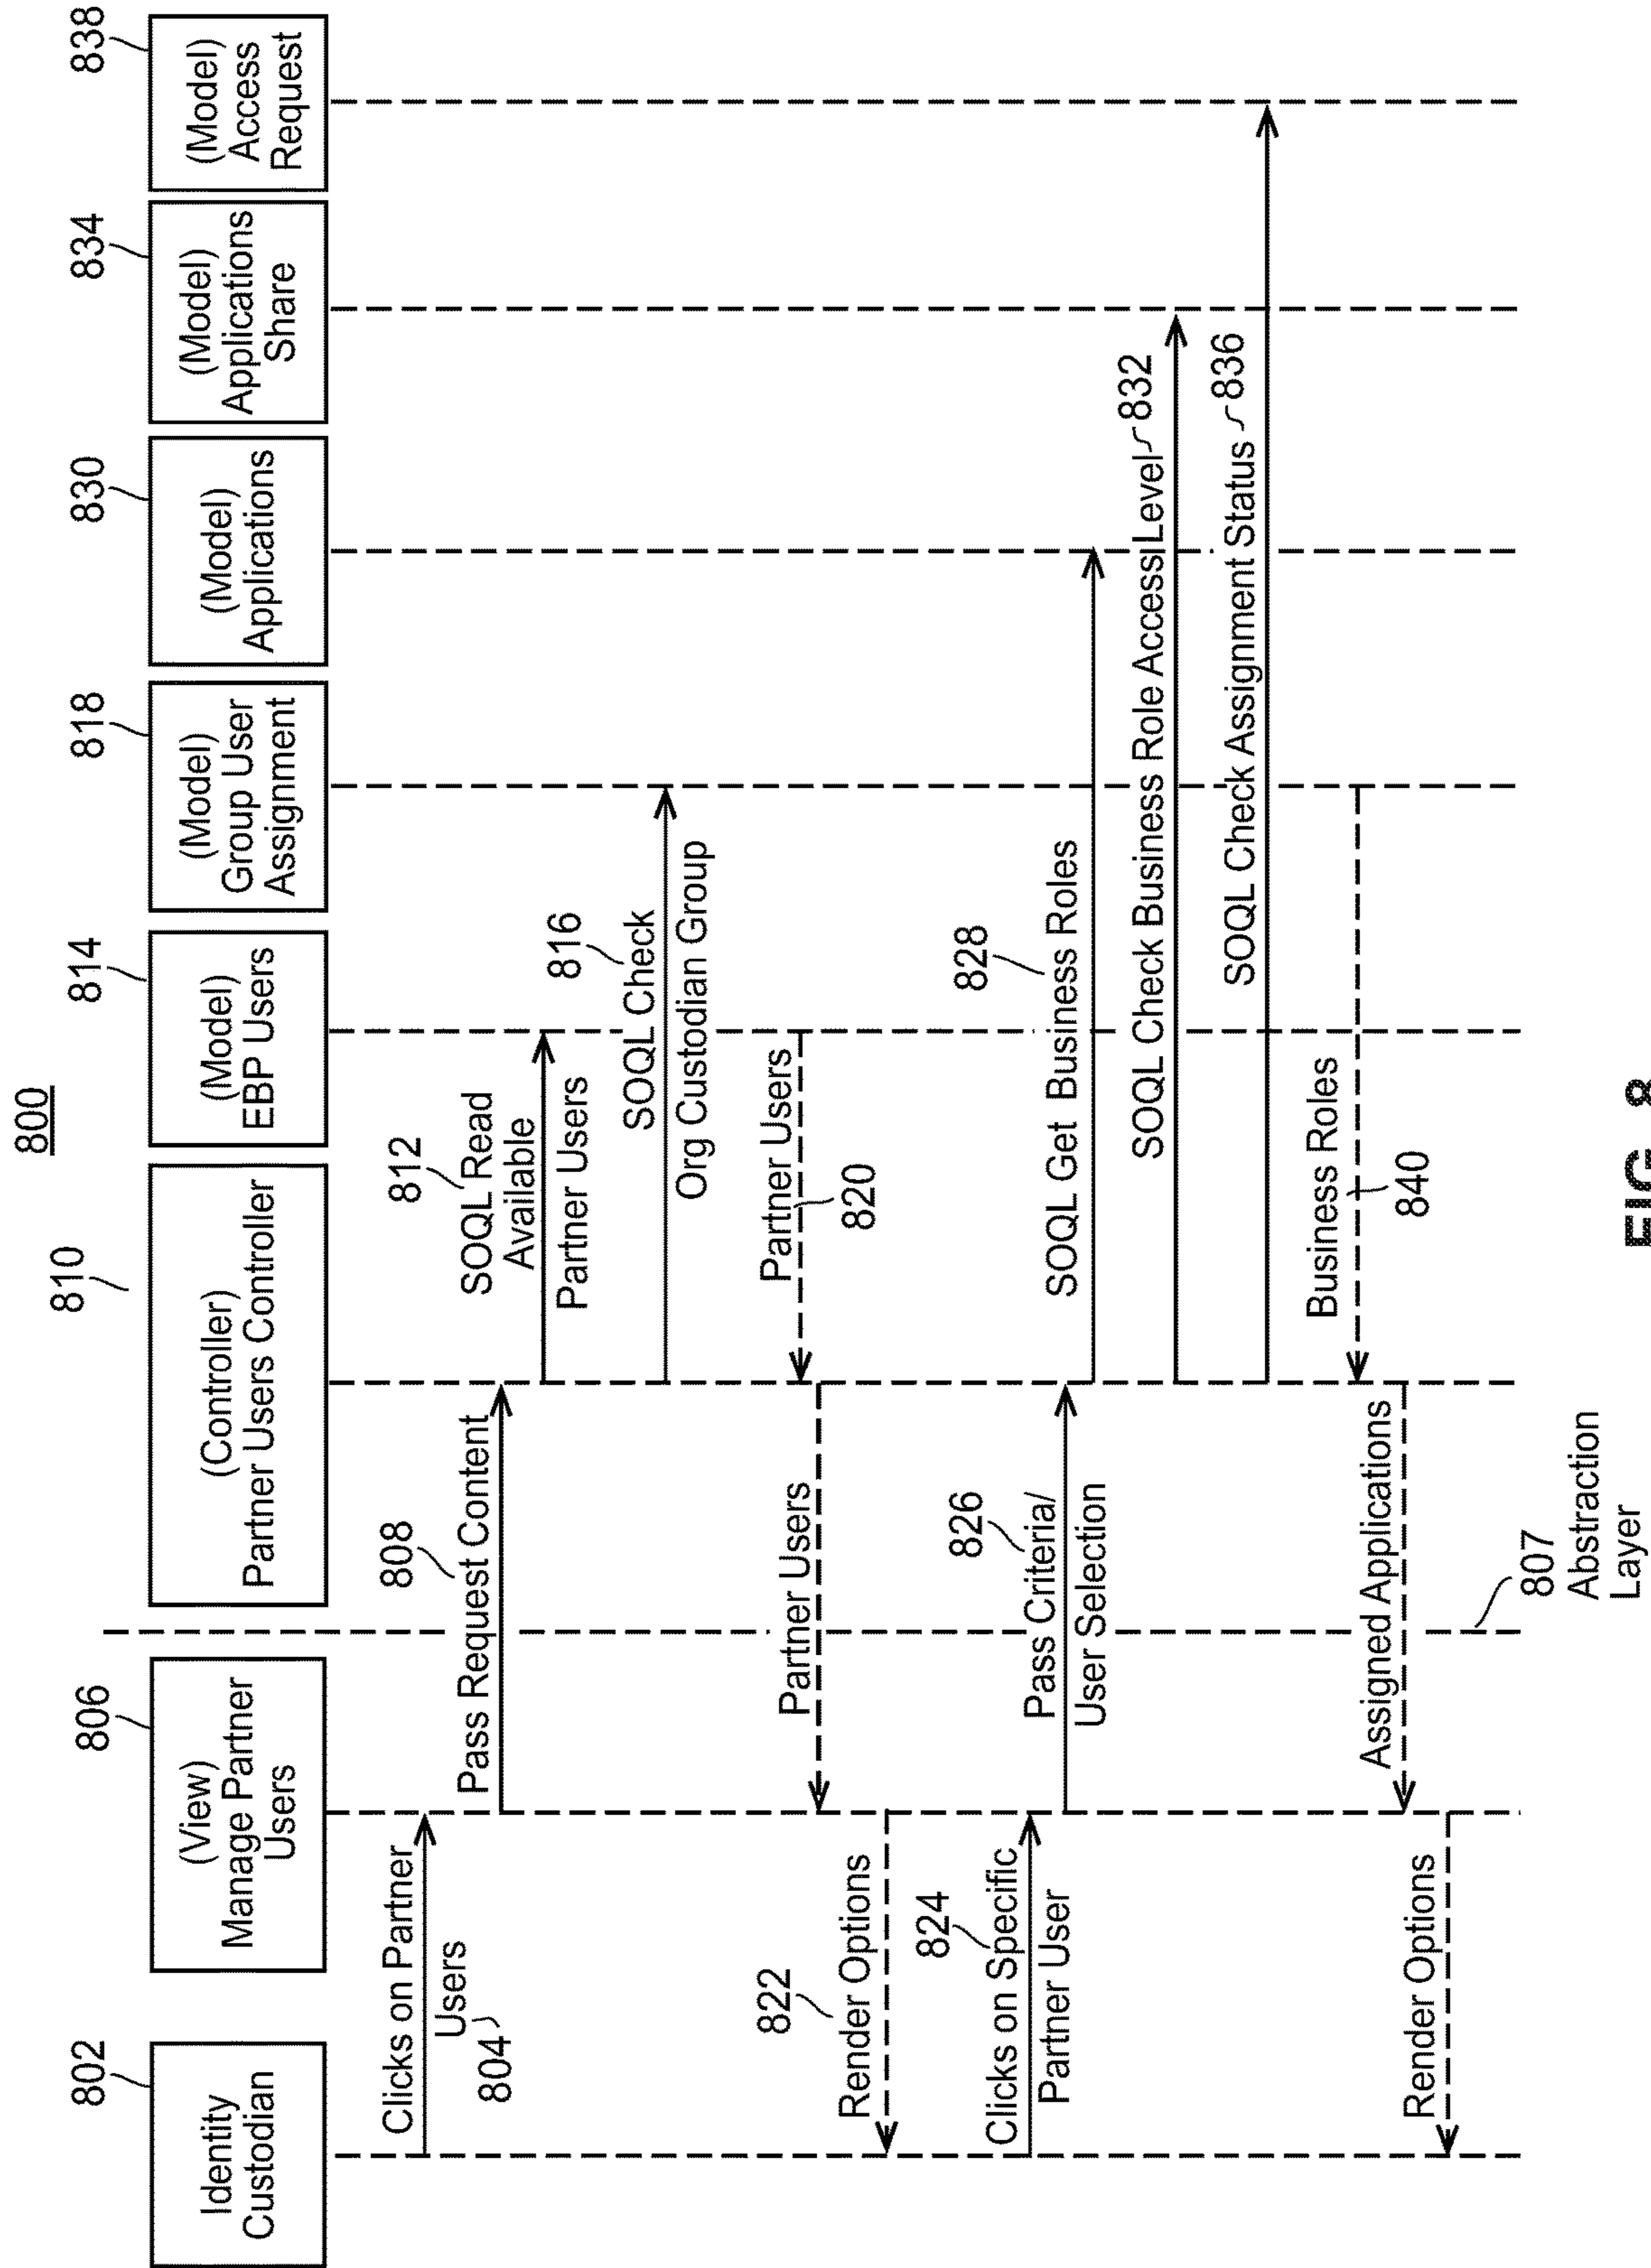 800
802
Identity
Custodian
806
(View)
Manage Partner
Users
810
(Controller)
Partner Users Controller
814
(Model)
EBP Users
818
(Model)
Group User
Assignment
830
(Model)
Applications
834
(Model)
Applications
Share
838
(Model)
Access
Request
Clicks on Partner
Users
804
808
Pass Request Content
812
SOQL Read
Available
Partner Users
816
SOQL Check
Org Custodian Group
Partner Users
820
Partner Users
822
Render Options
824
Clicks on Specific
Partner User
826
Pass Criteria/
User Selection
828
SOQL Get Business Roles
SOQL Check Business Role Access Level 832
SOQL Check Assignment Status 836
Business Roles
840
Assigned Applications
Render Options
807
Abstraction
Layer
FIG. 8